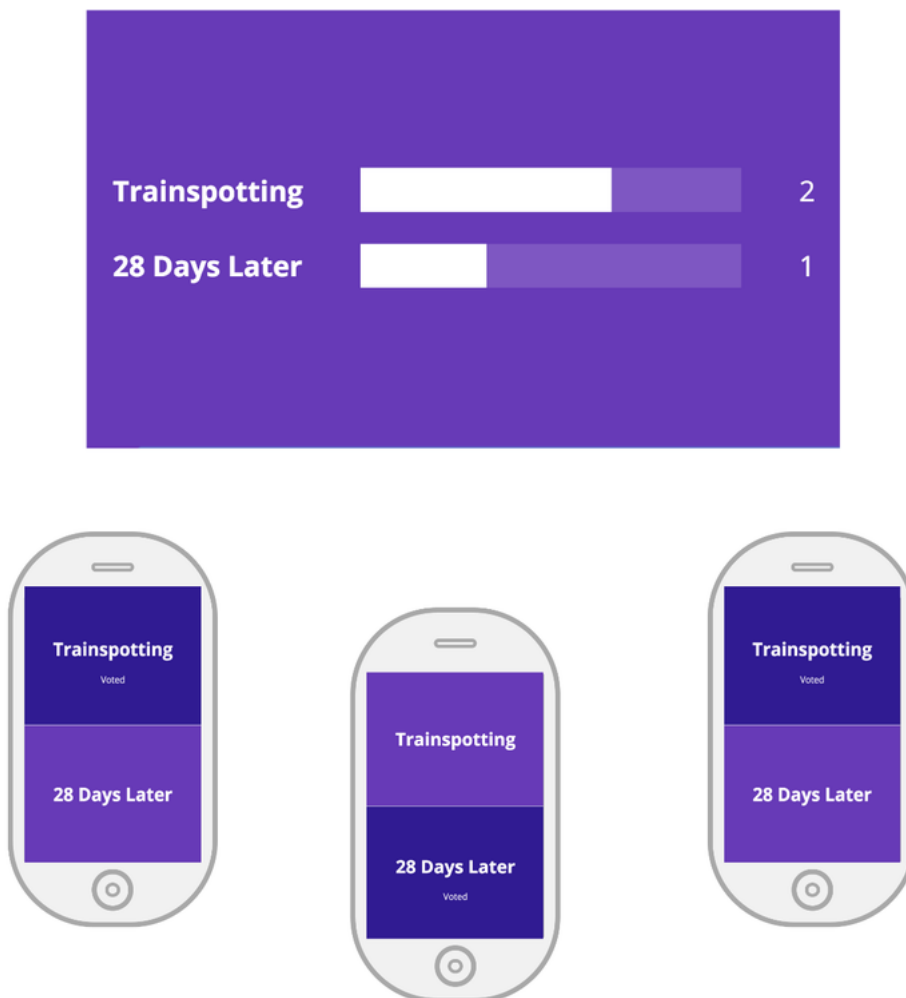 Trainspotting 2
28 Days Later 1
Trainspotting
Voted
28 Days Later
Trainspotting
28 Days Later
Voted
Trainspotting
Voted
28 Days Later